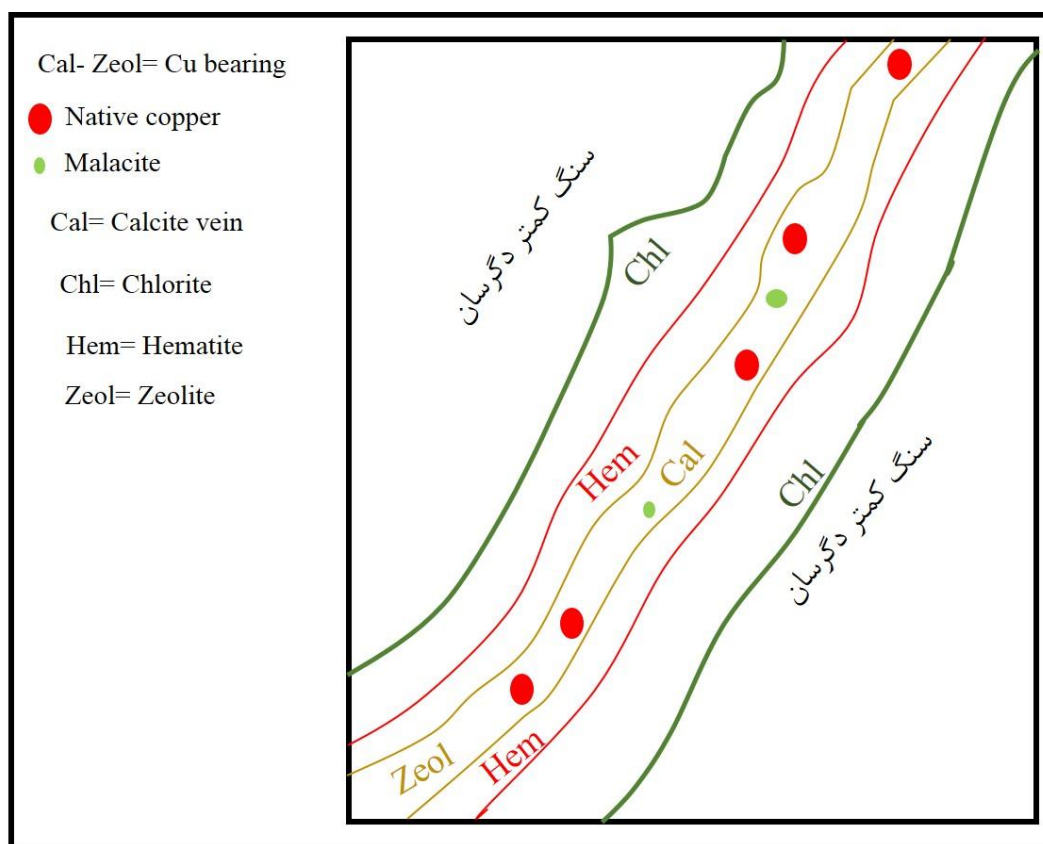 Cal- Zeol= Cu bearing
Native copper
Malacite
Cal= Calcite vein
Chl= Chlorite
Hem= Hematite
Zeol= Zeolite
سنگ کمتر دگرسان
Chl
Hem
Cal
Chl
سنگ کمتر دگرسان
Zeol
Hem